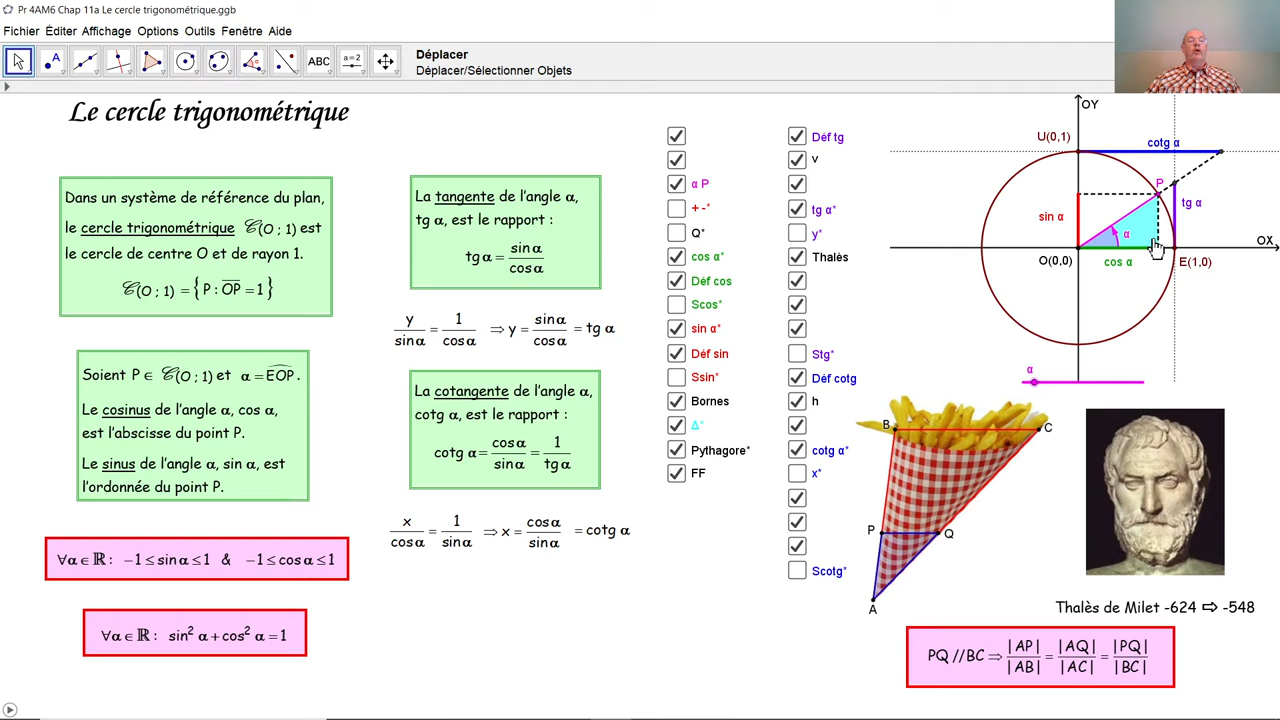 Pr 4AM6 Chap 11a Le cercle trigonométrique.ggb
Fichier Éditer Affichage Options Outils Fenêtre Aide
A
ABC
a=2
Déplacer
Déplacer/Sélectionner Objets
Le cercle trigonométrique
Dans un système de référence du plan,
le cercle trigonométrique 𝒞(O ; 1) est
le cercle de centre O et de rayon 1.
𝒞(O ; 1) = { P : OP = 1 }
Soient P ∈ 𝒞(O ; 1) et α = EOP .
Le cosinus de l'angle α, cos α,
est l'abscisse du point P.
Le sinus de l'angle α, sin α, est
l'ordonnée du point P.
∀α ∈ ℝ : −1 ≤ sin α ≤ 1 & −1 ≤ cos α ≤ 1
∀α ∈ ℝ : sin² α + cos² α = 1
La tangente de l'angle α,
tg α, est le rapport :
tg α = sin α / cos α
y / sin α = 1 / cos α ⇒ y = sin α / cos α = tg α
La cotangente de l'angle α,
cotg α, est le rapport :
cotg α = cos α / sin α = 1 / tg α
x / cos α = 1 / sin α ⇒ x = cos α / sin α = cotg α
α P
+ -*
Q*
cos α*
Déf cos
Scos*
sin α*
Déf sin
Ssin*
Bornes
Δ*
Pythagore*
FF
Déf tg
v
tg α*
y*
Thalès
Stg*
Déf cotg
h
cotg α*
x*
Scotg*
OY
U(0,1)
cotg α
P
sin α
tg α
α
OX
O(0,0)
cos α
E(1,0)
α
B
C
P
Q
A
Thalès de Milet -624 ⇨ -548
PQ // BC ⇒ |AP| / |AB| = |AQ| / |AC| = |PQ| / |BC|